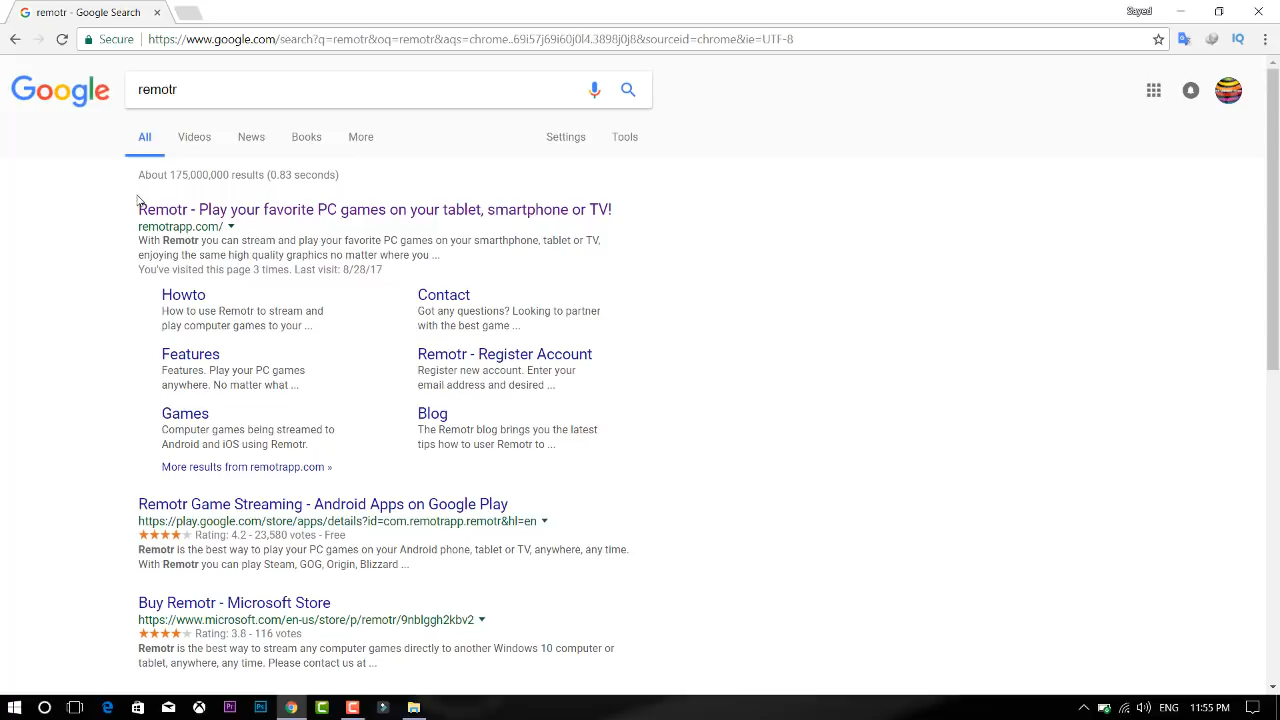 remotr - Google Search
Sayed
Secure
https://www.google.com/search?q=remotr&oq=remotr&aqs=chrome..69i57j69i60j0l4.3898j0j8&sourceid=chrome&ie=UTF-8
Google
remotr
All Videos News Books More Settings Tools
About 175,000,000 results (0.83 seconds)
Remotr - Play your favorite PC games on your tablet, smartphone or TV!
remotrapp.com/
With Remotr you can stream and play your favorite PC games on your smarthphone, tablet or TV,
enjoying the same high quality graphics no matter where you ...
You've visited this page 3 times. Last visit: 8/28/17
Howto
How to use Remotr to stream and
play computer games to your ...
Contact
Got any questions? Looking to partner
with the best game ...
Features
Features. Play your PC games
anywhere. No matter what ...
Remotr - Register Account
Register new account. Enter your
email address and desired ...
Games
Computer games being streamed to
Android and iOS using Remotr.
Blog
The Remotr blog brings you the latest
tips how to user Remotr to ...
More results from remotrapp.com »
Remotr Game Streaming - Android Apps on Google Play
https://play.google.com/store/apps/details?id=com.remotrapp.remotr&hl=en
Rating: 4.2 - 23,580 votes - Free
Remotr is the best way to play your PC games on your Android phone, tablet or TV, anywhere, any time.
With Remotr you can play Steam, GOG, Origin, Blizzard ...
Buy Remotr - Microsoft Store
https://www.microsoft.com/en-us/store/p/remotr/9nblggh2kbv2
Rating: 3.8 - 116 votes
Remotr is the best way to stream any computer games directly to another Windows 10 computer or
tablet, anywhere, any time. Please contact us at ...
Pr Ps ENG 11:55 PM